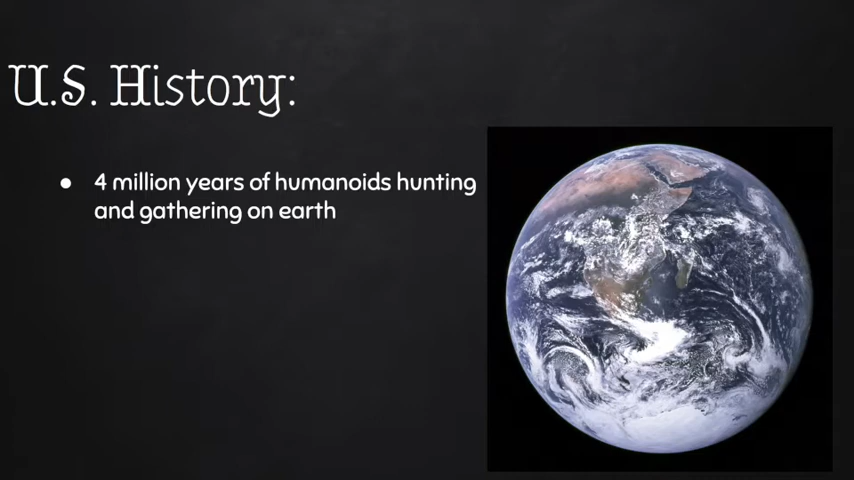 U.S. History:
● 4 million years of humanoids hunting
and gathering on earth